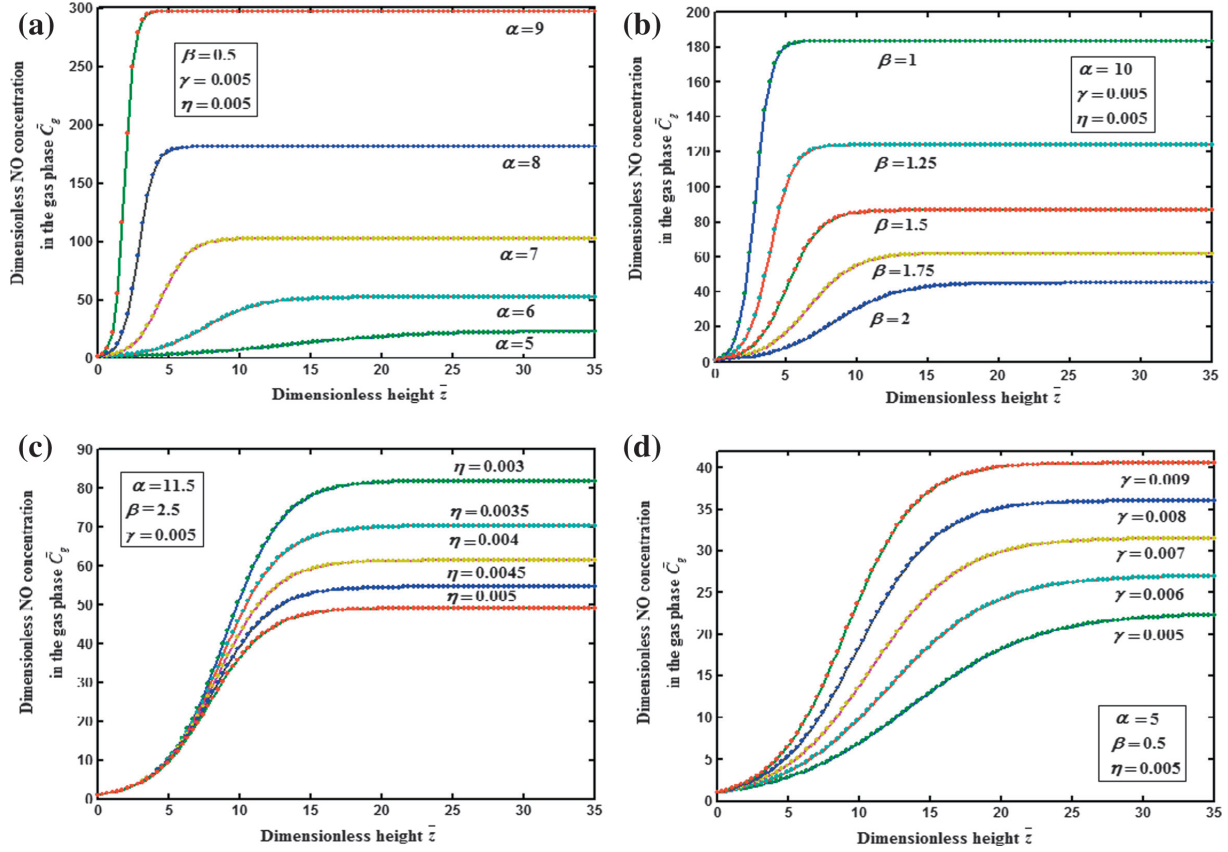 (a)
300
250
200
150
100
50
0
0 5 10 15 20 25 30 35
Dimensionless NO concentration
in the gas phase C̄g
Dimensionless height z̄
β=0.5
γ=0.005
η=0.005
α=9
α=8
α=7
α=6
α=5
(b)
200
180
160
140
120
100
80
60
40
20
0
0 5 10 15 20 25 30 35
Dimensionless NO concentration
in the gas phase C̄g
Dimensionless height z̄
α=10
γ=0.005
η=0.005
β=1
β=1.25
β=1.5
β=1.75
β=2
(c)
90
80
70
60
50
40
30
20
10
0
0 5 10 15 20 25 30 35
Dimensionless NO concentration
in the gas phase C̄g
Dimensionless height z̄
α=11.5
β=2.5
γ=0.005
η=0.003
η=0.0035
η=0.004
η=0.0045
η=0.005
(d)
40
35
30
25
20
15
10
5
0
0 5 10 15 20 25 30 35
Dimensionless NO concentration
in the gas phase C̄g
Dimensionless height z̄
γ=0.009
γ=0.008
γ=0.007
γ=0.006
γ=0.005
α=5
β=0.5
η=0.005